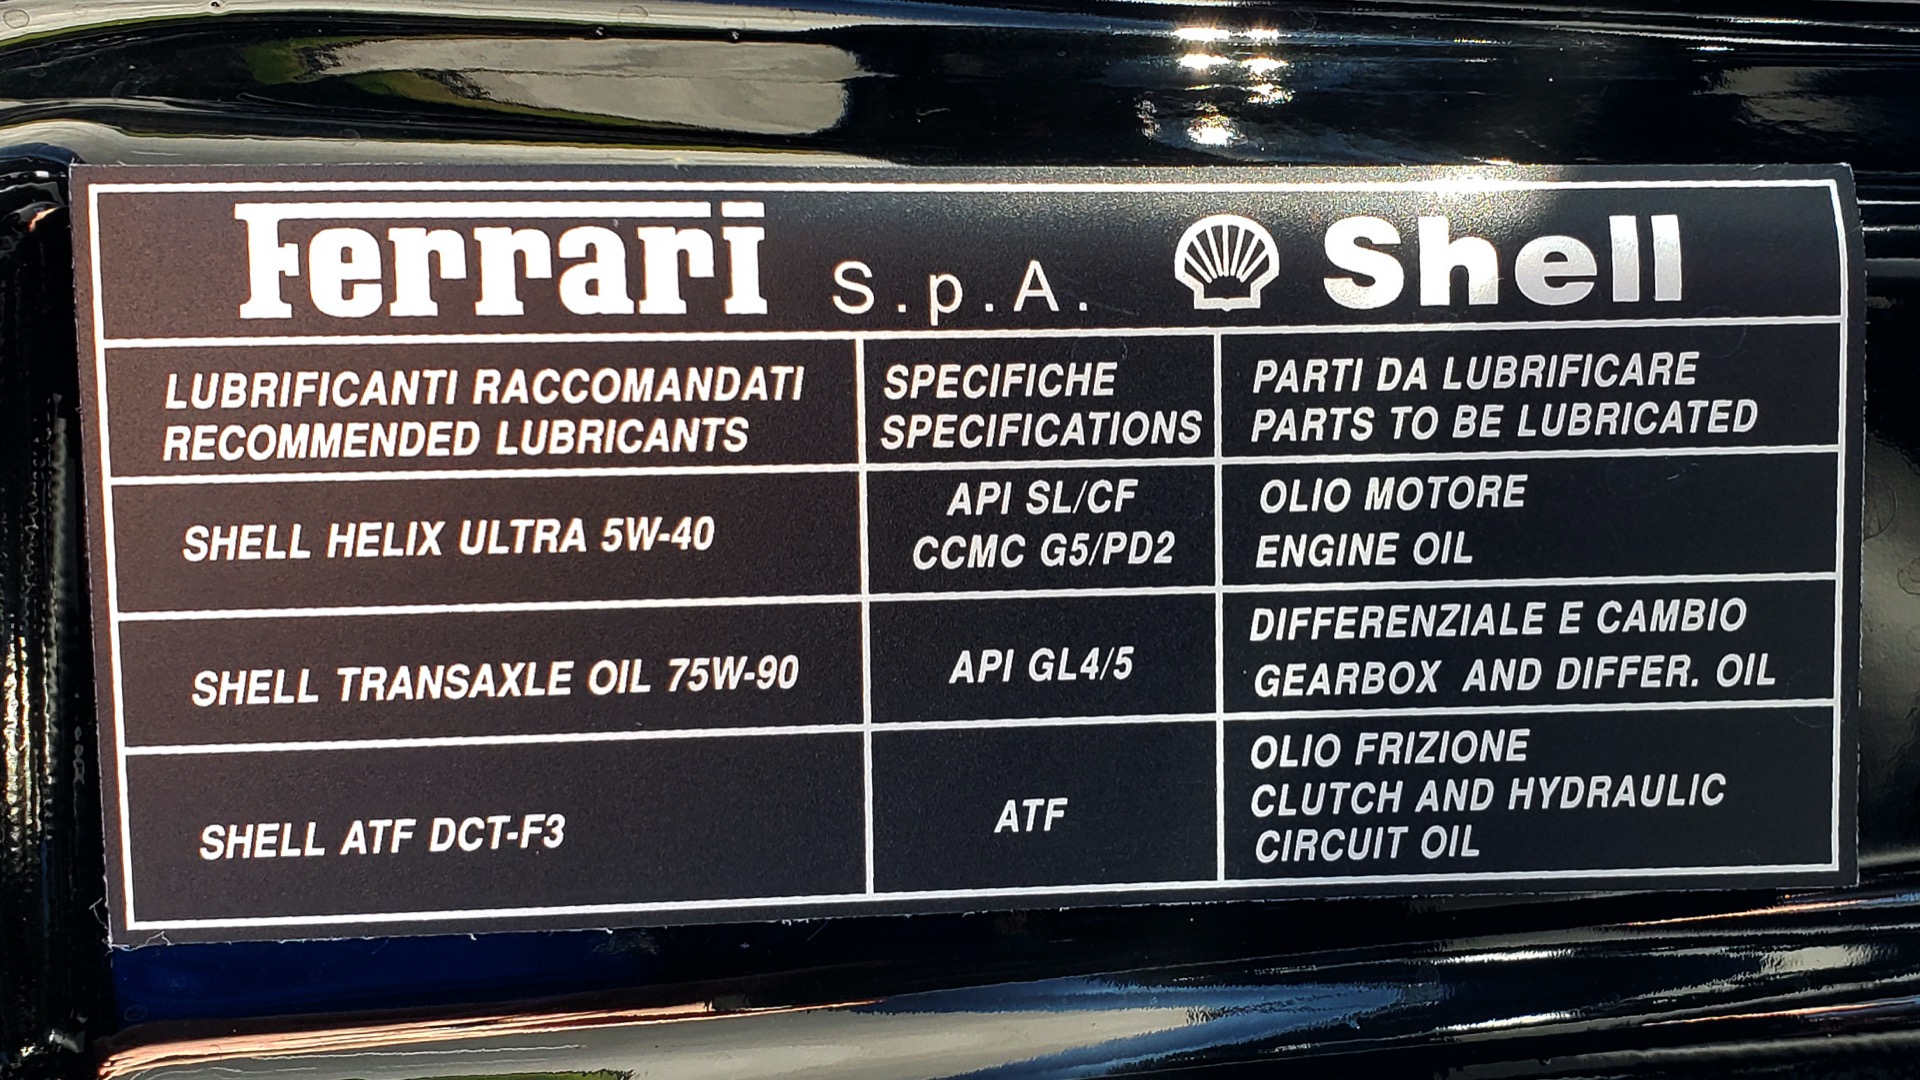 Ferrari S.p.A. Shell
LUBRIFICANTI RACCOMANDATI
RECOMMENDED LUBRICANTS
SPECIFICHE
SPECIFICATIONS
PARTI DA LUBRIFICARE
PARTS TO BE LUBRICATED
SHELL HELIX ULTRA 5W-40
API SL/CF
CCMC G5/PD2
OLIO MOTORE
ENGINE OIL
SHELL TRANSAXLE OIL 75W-90
API GL4/5
DIFFERENZIALE E CAMBIO
GEARBOX AND DIFFER. OIL
SHELL ATF DCT-F3
ATF
OLIO FRIZIONE
CLUTCH AND HYDRAULIC
CIRCUIT OIL